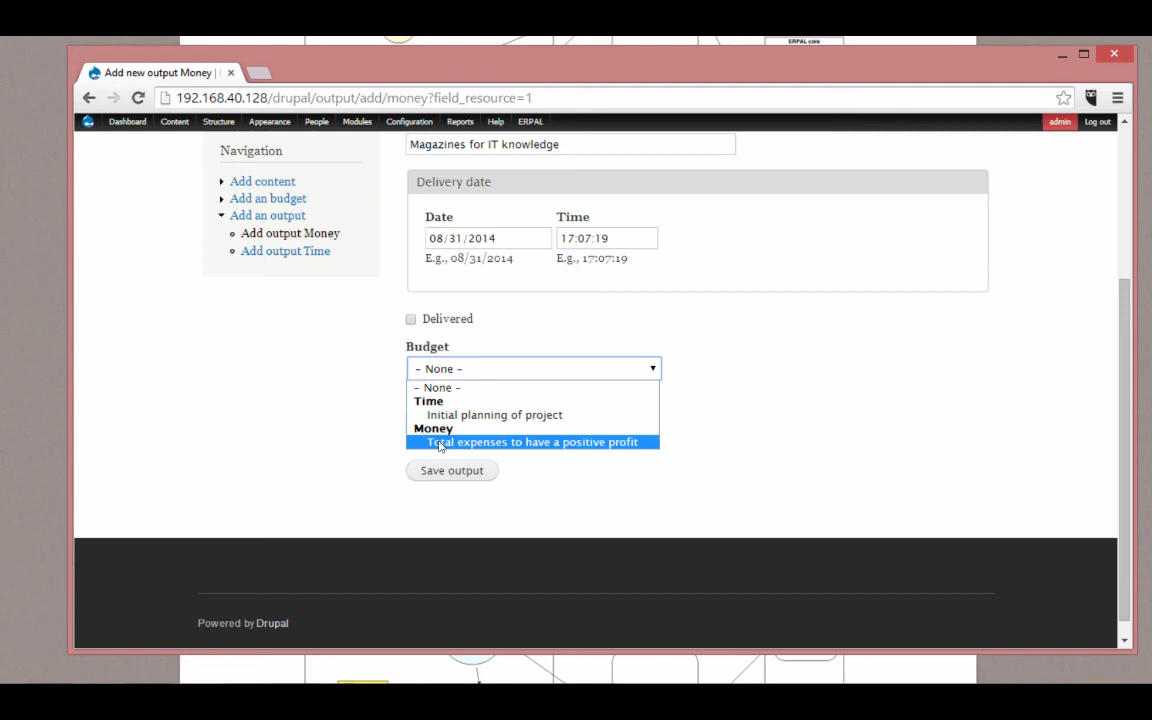 ERPAL core
Add new output Money |
192.168.40.128/drupal/output/add/money?field_resource=1
Dashboard Content Structure Appearance People Modules Configuration Reports Help ERPAL admin Log out
Navigation
Add content
Add an budget
Add an output
Add output Money
Add output Time
Magazines for IT knowledge
Delivery date
Date Time
08/31/2014 17:07:19
E.g., 08/31/2014 E.g., 17:07:19
Delivered
Budget
- None -
- None -
Time
Initial planning of project
Money
Total expenses to have a positive profit
Save output
Powered by Drupal